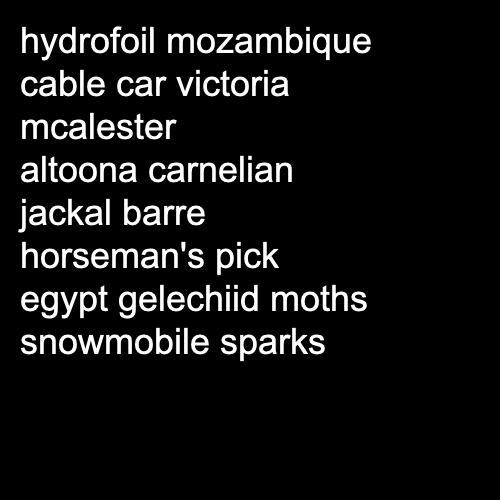 hydrofoil mozambique
cable car victoria
mcalester
altoona carnelian
jackal barre
horseman's pick
egypt gelechiid moths
snowmobile sparks